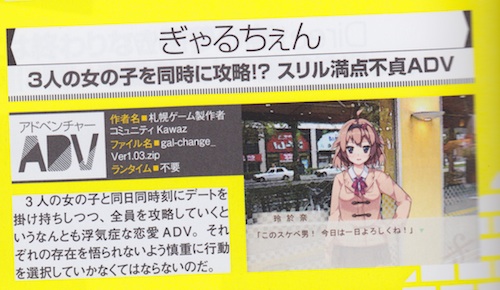 ぎゃるちぇん
3人の女の子を同時に攻略!? スリル満点不貞ADV
アドベンチャー
ADV
作者名■札幌ゲーム製作者
コミュニティ Kawaz
ファイル名■gal-change_
Ver1.03.zip
ランタイム■不要
3人の女の子と同日同時刻にデートを
掛け持ちしつつ、全員を攻略していくと
いうなんとも浮気症な恋愛ADV。それ
ぞれの存在を悟られないよう慎重に行動
を選択していかなくてはならないのだ。
玲於奈
「このスケベ男！ 今日は一日よろしくね！」